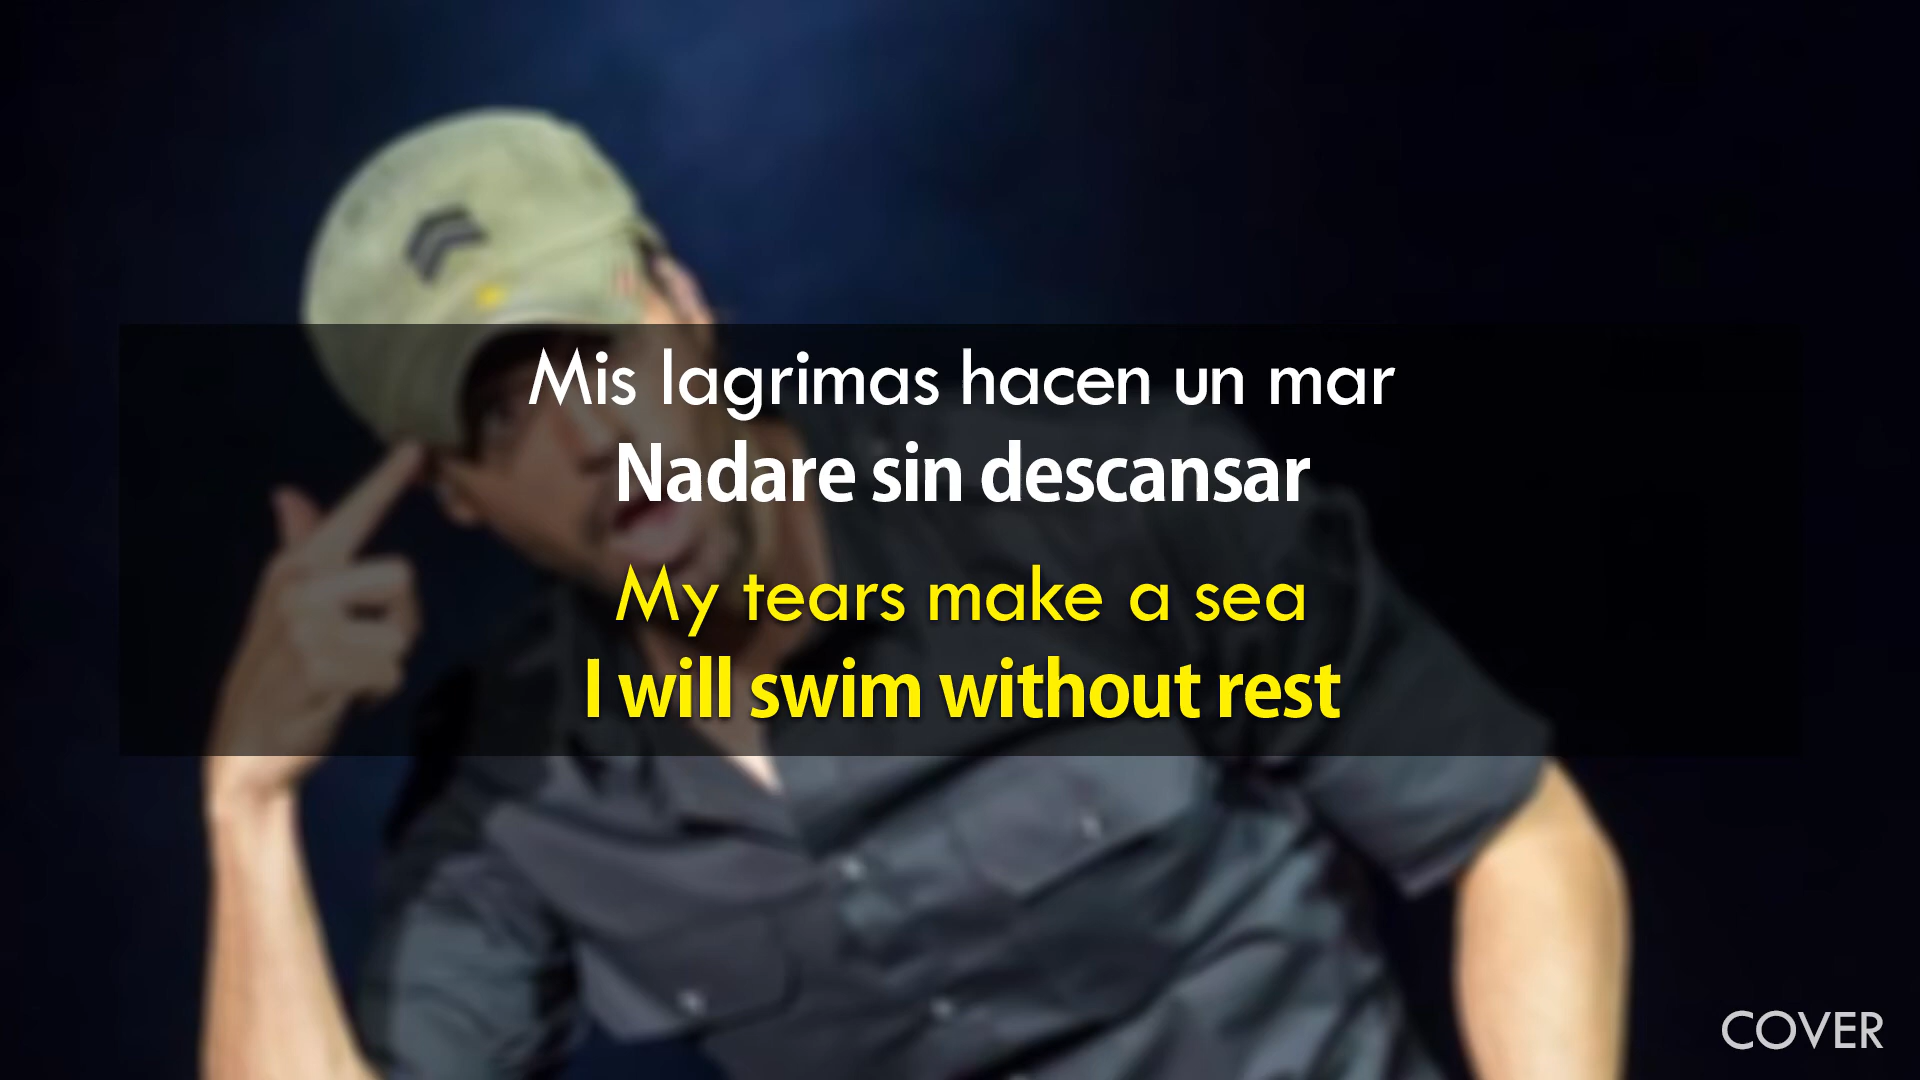 Mis lagrimas hacen un mar
Nadare sin descansar
My tears make a sea
I will swim without rest
COVER